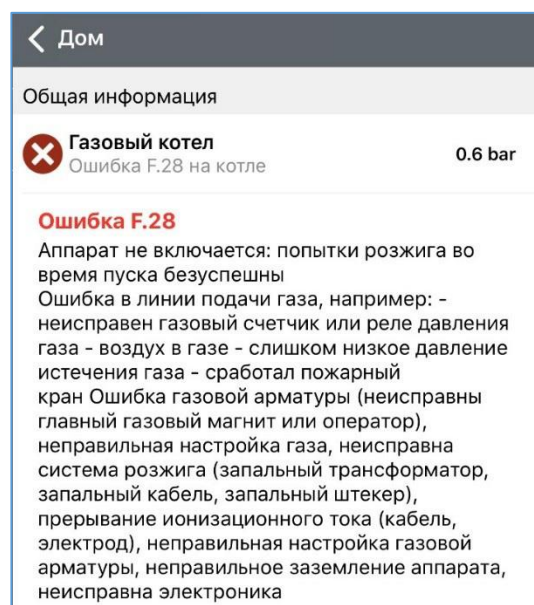 Дом
Общая информация
Газовый котел
Ошибка F.28 на котле
0.6 bar
Ошибка F.28
Аппарат не включается: попытки розжига во
время пуска безуспешны
Ошибка в линии подачи газа, например: -
неисправен газовый счетчик или реле давления
газа - воздух в газе - слишком низкое давление
истечения газа - сработал пожарный
кран Ошибка газовой арматуры (неисправны
главный газовый магнит или оператор),
неправильная настройка газа, неисправна
система розжига (запальный трансформатор,
запальный кабель, запальный штекер),
прерывание ионизационного тока (кабель,
электрод), неправильная настройка газовой
арматуры, неправильное заземление аппарата,
неисправна электроника